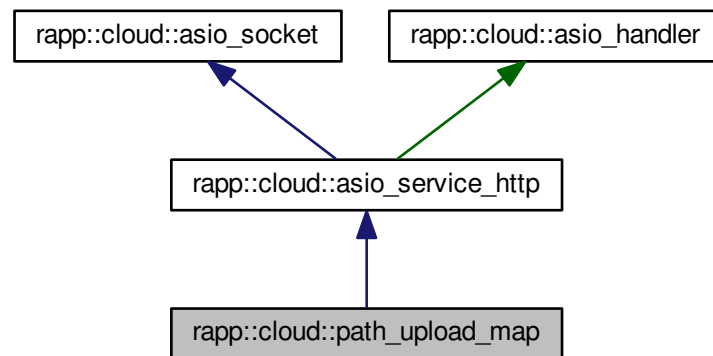 rapp::cloud::asio_socket
rapp::cloud::asio_handler
rapp::cloud::asio_service_http
rapp::cloud::path_upload_map